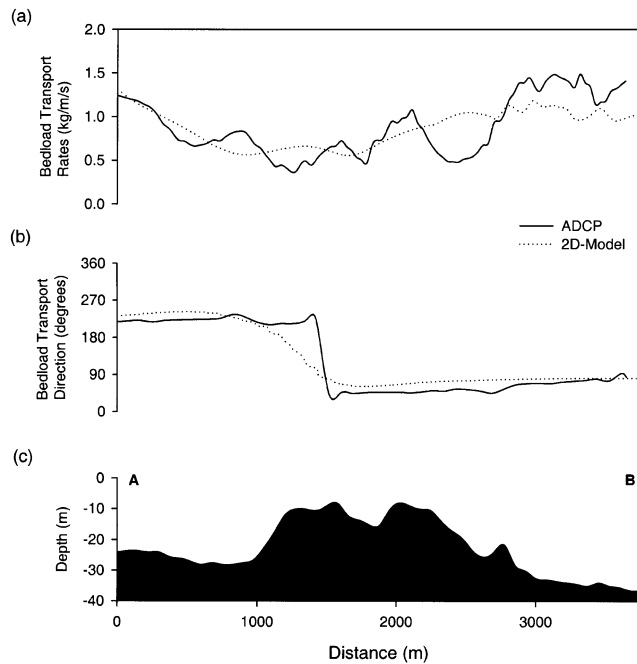 (a)
Bedload Transport
Rates (kg/m/s)
2.0
1.5
1.0
0.5
0.0
ADCP
2D-Model
(b)
Bedload Transport
Direction (degrees)
360
270
180
90
0
(c)
Depth (m)
0
-10
-20
-30
-40
A
B
0
1000
2000
3000
Distance (m)